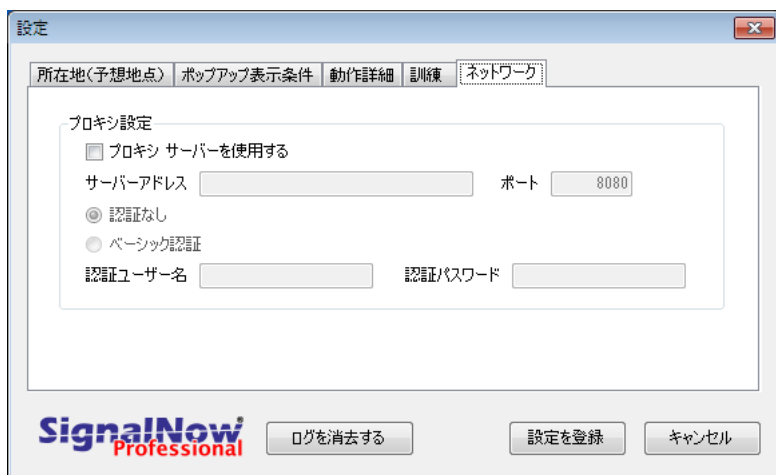 設定
所在地(予想地点) ポップアップ表示条件 動作詳細 訓練 ネットワーク
プロキシ設定
プロキシ サーバーを使用する
サーバーアドレス ポート 8080
認証なし
ベーシック認証
認証ユーザー名 認証パスワード
SignalNow®
Professional
ログを消去する 設定を登録 キャンセル